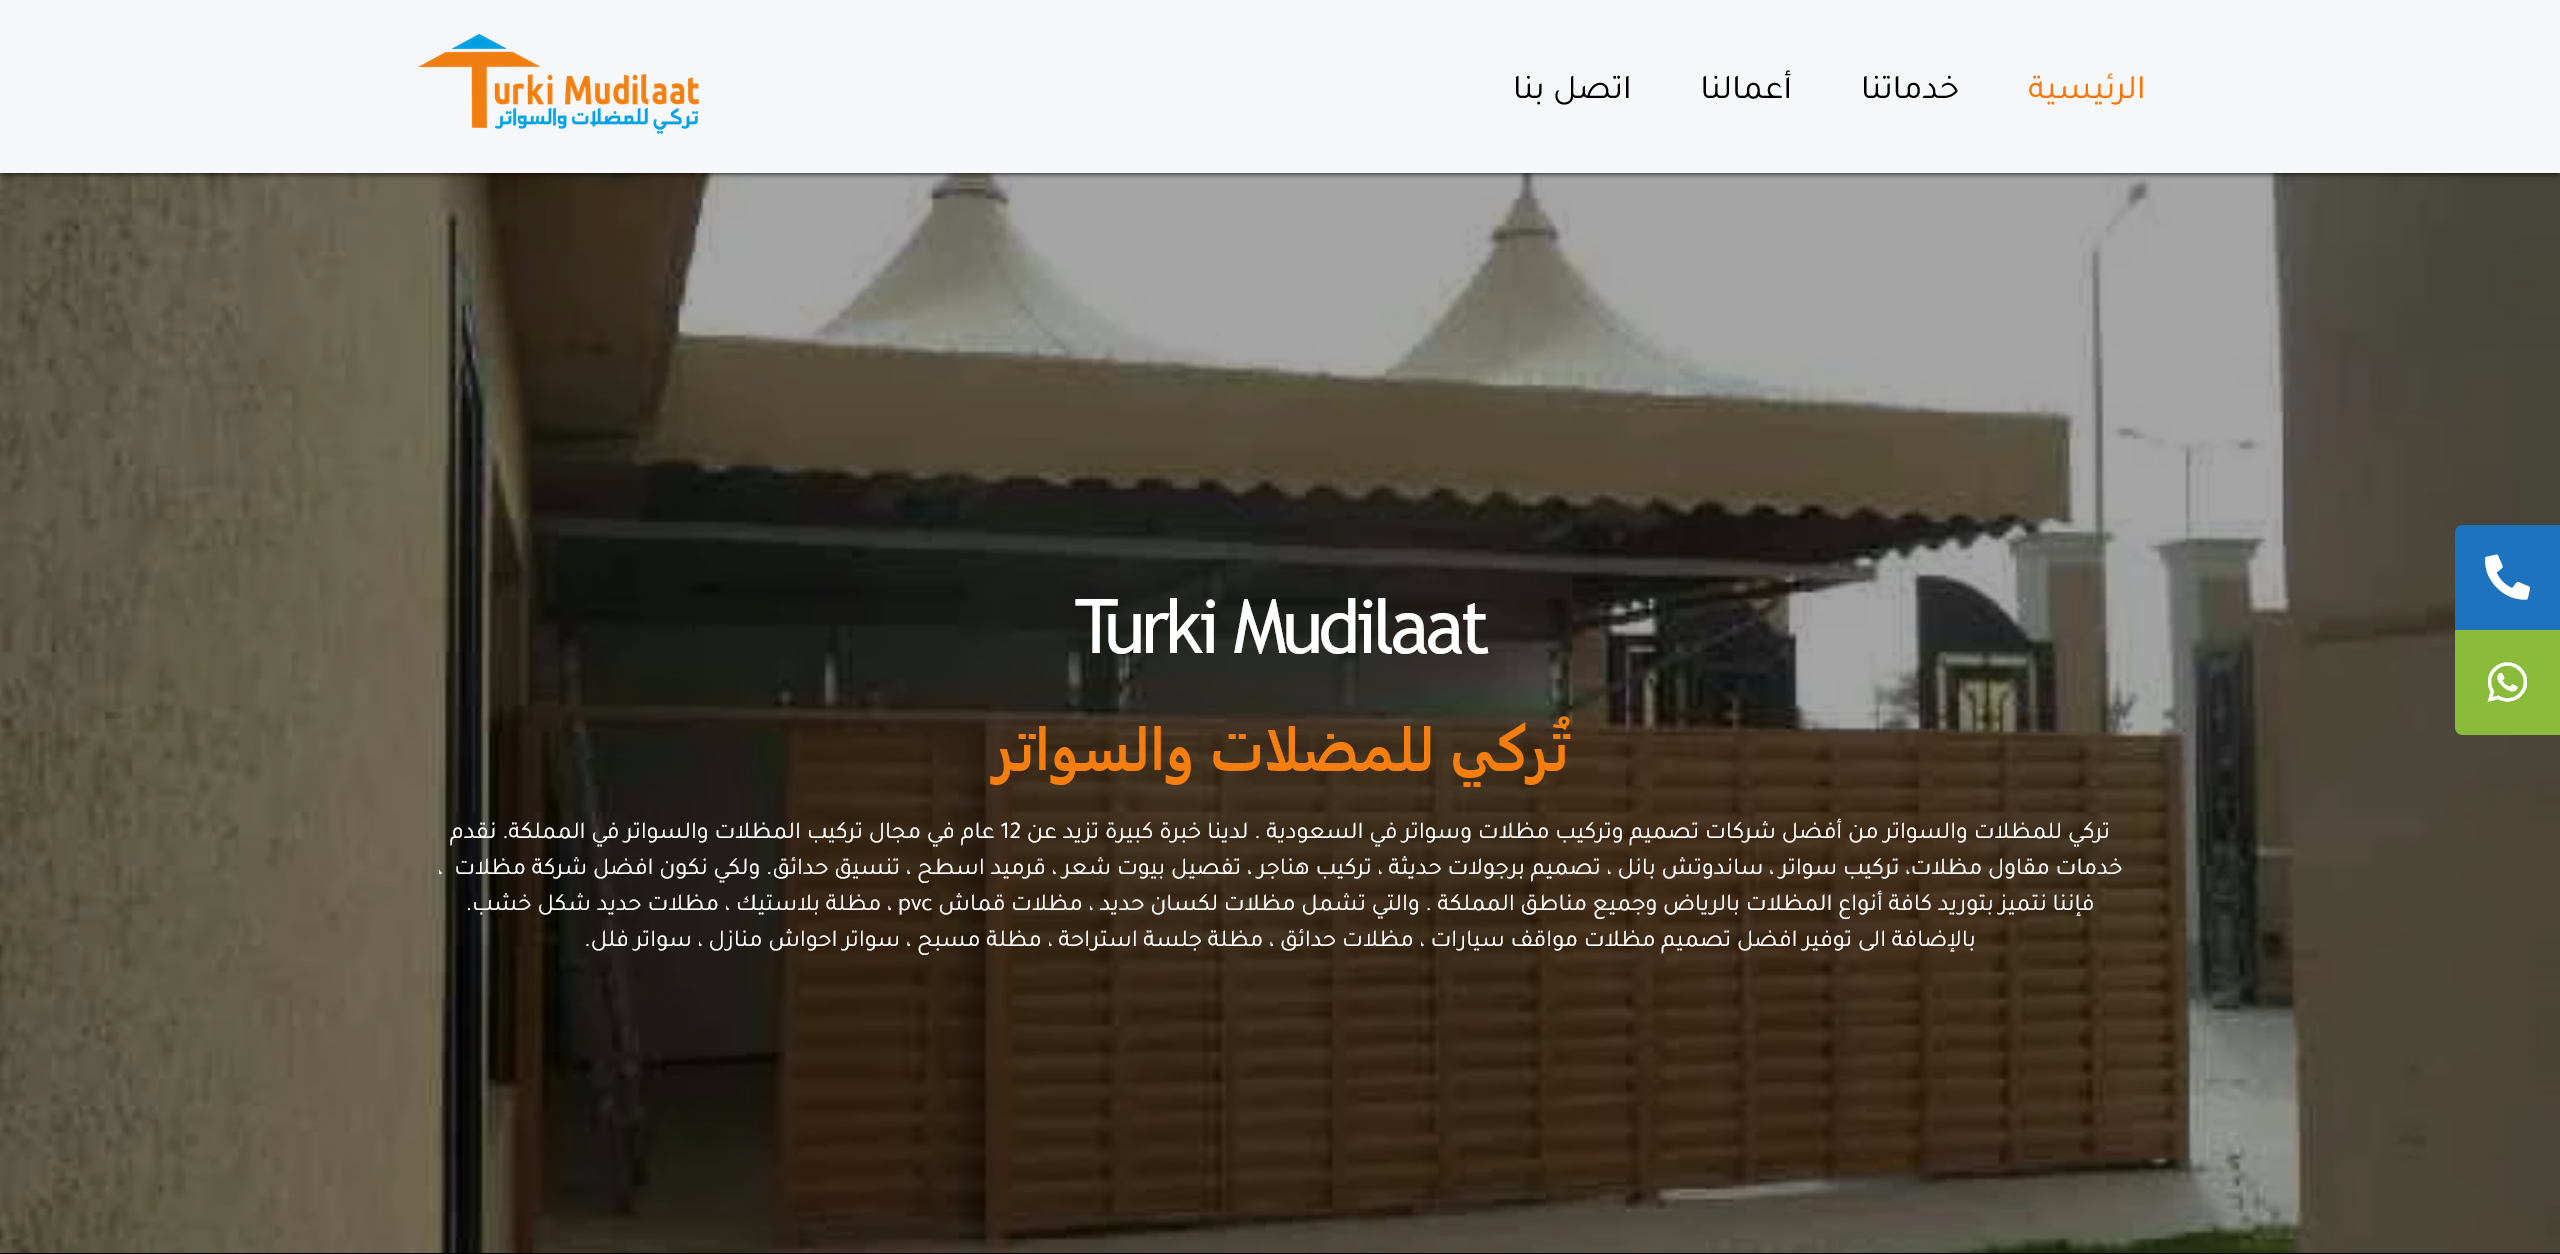 الرئيسية
خدماتنا
أعمالنا
اتصل بنا
Turki Mudilaat
تركي للمضلات والسواتر
Turki Mudilaat
تُركي للمضلات والسواتر
تركي للمظلات والسواتر من أفضل شركات تصميم وتركيب مظلات وسواتر في السعودية . لدينا خبرة كبيرة تزيد عن 12 عام في مجال تركيب المظلات والسواتر في المملكة. نقدم
خدمات مقاول مظلات، تركيب سواتر ، ساندوتش بانل ، تصميم برجولات حديثة ، تركيب هناجر ، تفصيل بيوت شعر ، قرميد اسطح ، تنسيق حدائق. ولكي نكون افضل شركة مظلات ،
فإننا نتميز بتوريد كافة أنواع المظلات بالرياض وجميع مناطق المملكة . والتي تشمل مظلات لكسان حديد ، مظلات قماش pvc ، مظلة بلاستيك ، مظلات حديد شكل خشب.
بالإضافة الى توفير افضل تصميم مظلات مواقف سيارات ، مظلات حدائق ، مظلة جلسة استراحة ، مظلة مسبح ، سواتر احواش منازل ، سواتر فلل.